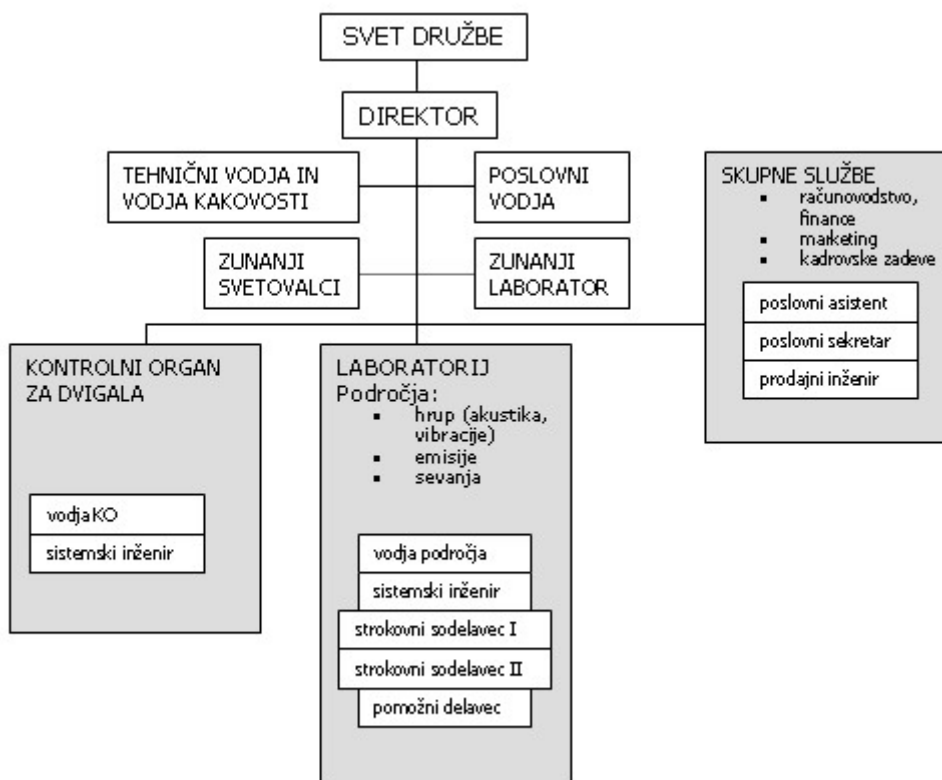 SVET DRUŽBE
DIREKTOR
TEHNIČNI VODJA IN
VODJA KAKOVOSTI
POSLOVNI
VODJA
ZUNANJI
SVETOVALCI
ZUNANJI
LABORATOR
SKUPNE SLUŽBE
▪ računovodstvo,
finance
▪ marketing
▪ kadrovske zadeve
poslovni asistent
poslovni sekretar
prodajni inženir
KONTROLNI ORGAN
ZA DVIGALA
vodja KO
sistemski inženir
LABORATORIJ
Področja:
▪ hrup (akustika,
vibracije)
▪ emisije
▪ sevanja
vodja področja
sistemski inženir
strokovni sodelavec I
strokovni sodelavec II
pomožni delavec